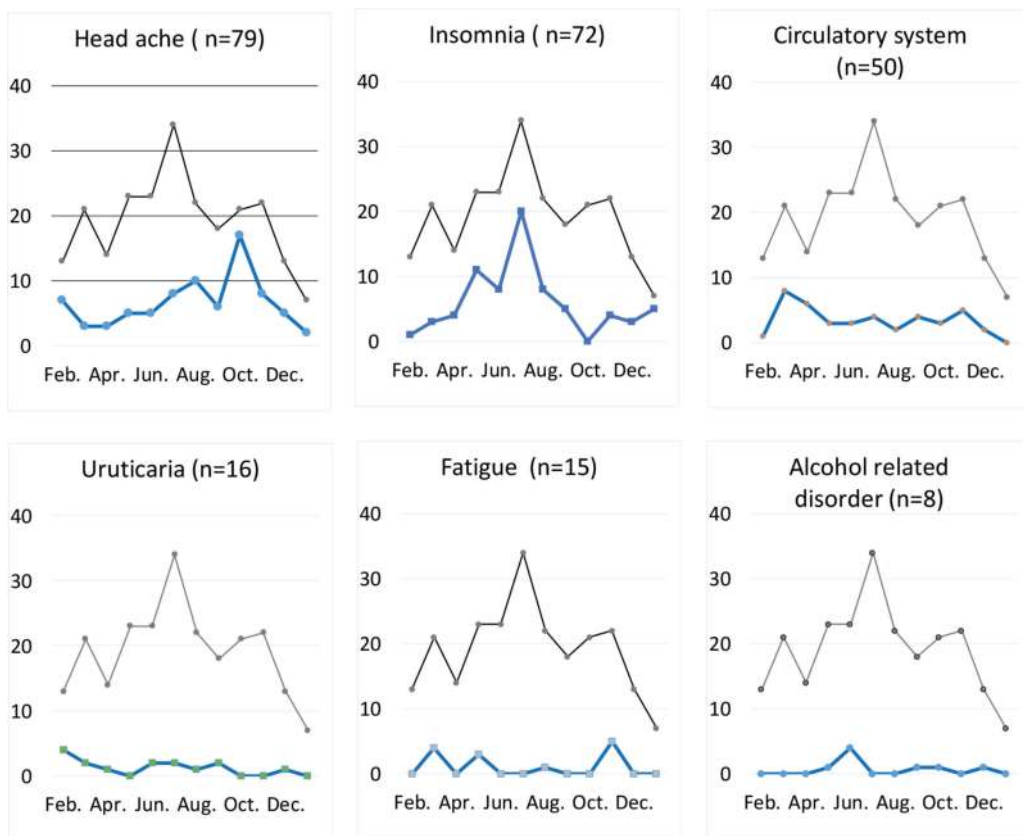 Head ache ( n=79)
40
30
20
10
0
Feb. Apr. Jun. Aug. Oct. Dec.
Insomnia ( n=72)
40
30
20
10
0
Feb. Apr. Jun. Aug. Oct. Dec.
Circulatory system
(n=50)
40
30
20
10
0
Feb. Apr. Jun. Aug. Oct. Dec.
Uruticaria (n=16)
40
30
20
10
0
Feb. Apr. Jun. Aug. Oct. Dec.
Fatigue (n=15)
40
30
20
10
0
Feb. Apr. Jun. Aug. Oct. Dec.
Alcohol related
disorder (n=8)
40
30
20
10
0
Feb. Apr. Jun. Aug. Oct. Dec.